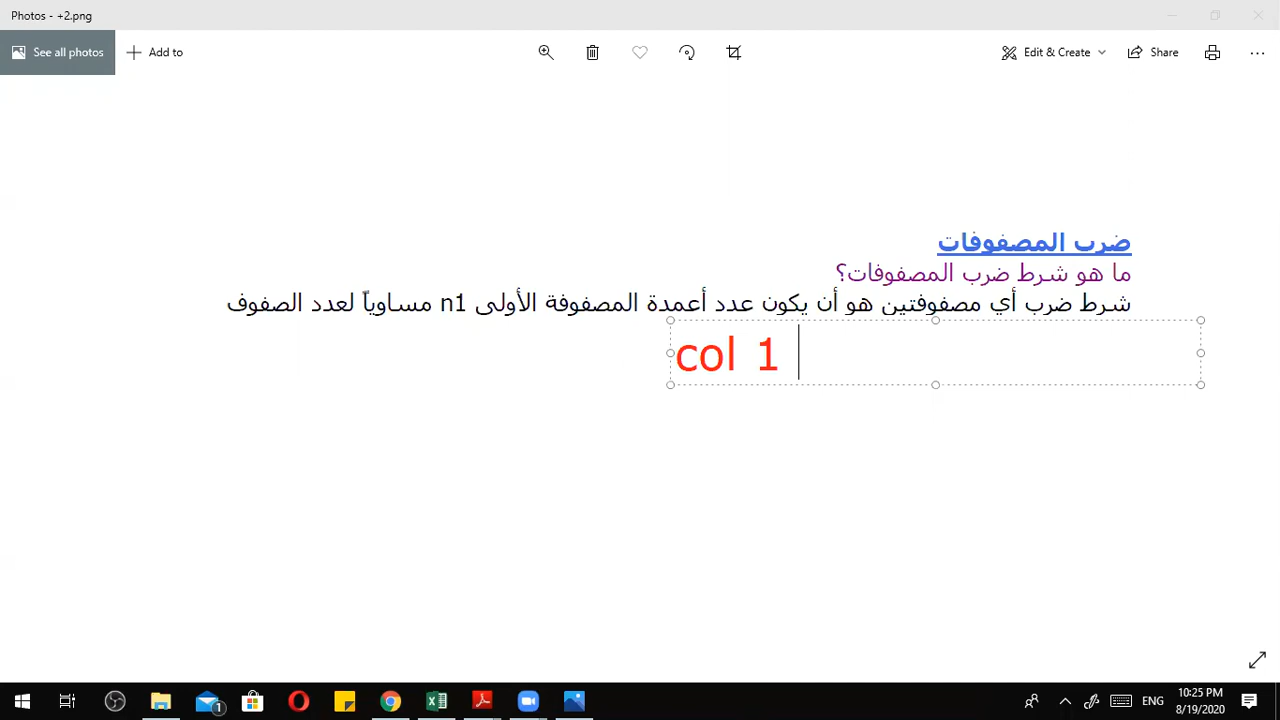 Photos - +2.png
See all photos
Add to
Edit & Create
Share
ضرب المصفوفات
ما هو شرط ضرب المصفوفات؟
شرط ضرب أي مصفوفتين هو أن يكون عدد أعمدة المصفوفة الأولى n1 مساوياً لعدد الصفوف
col 1
1
ENG
10:25 PM
8/19/2020